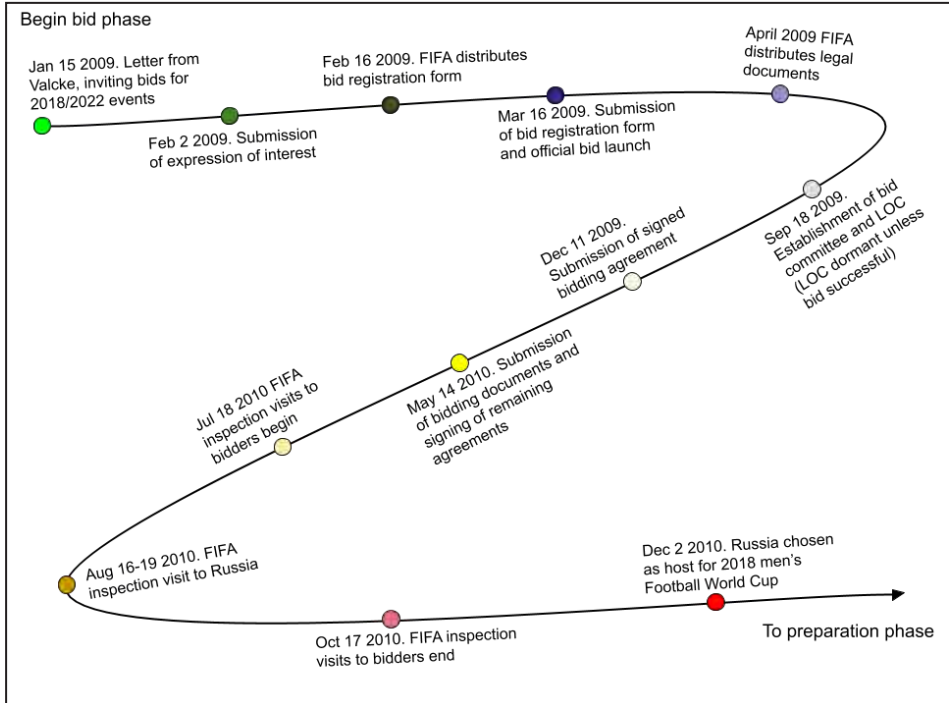 Begin bid phase
Jan 15 2009. Letter from
Valcke, inviting bids for
2018/2022 events
Feb 2 2009. Submission
of expression of interest
Feb 16 2009. FIFA distributes
bid registration form
Mar 16 2009. Submission
of bid registration form
and official bid launch
April 2009 FIFA
distributes legal
documents
Sep 18 2009.
Establishment of bid
committee and LOC
(LOC dormant unless
bid successful)
Dec 11 2009.
Submission of signed
bidding agreement
May 14 2010. Submission
of bidding documents and
signing of remaining
agreements
Jul 18 2010 FIFA
inspection visits to
bidders begin
Aug 16-19 2010. FIFA
inspection visit to Russia
Oct 17 2010. FIFA inspection
visits to bidders end
Dec 2 2010. Russia chosen
as host for 2018 men's
Football World Cup
To preparation phase